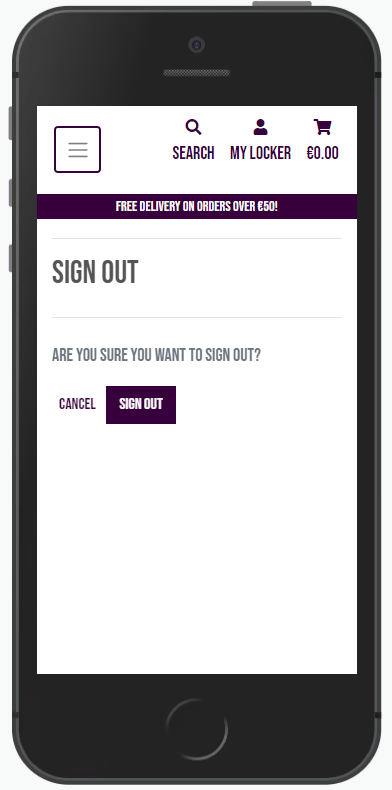 SEARCH MY LOCKER €0.00
FREE DELIVERY ON ORDERS OVER €50!
SIGN OUT
ARE YOU SURE YOU WANT TO SIGN OUT?
CANCEL SIGN OUT